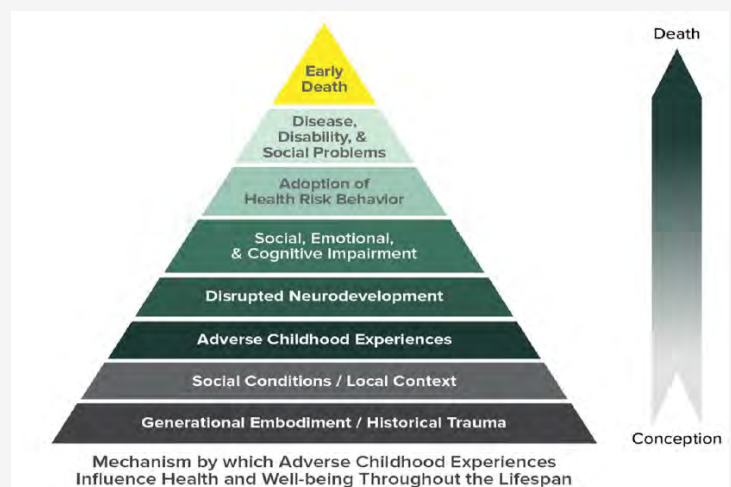 Death
Early
Death
Disease,
Disability, &
Social Problems
Adoption of
Health Risk Behavior
Social, Emotional,
& Cognitive Impairment
Disrupted Neurodevelopment
Adverse Childhood Experiences
Social Conditions / Local Context
Generational Embodiment / Historical Trauma
Conception
Mechanism by which Adverse Childhood Experiences
Influence Health and Well-being Throughout the Lifespan